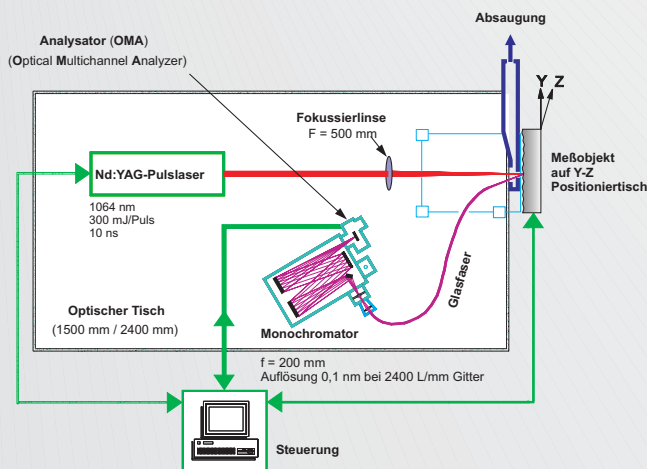 Absaugung
Analysator (OMA)
(Optical Multichannel Analyzer)
Y Z
Fokussierlinse
F = 500 mm
Nd:YAG-Pulslaser
Meßobjekt
auf Y-Z
Positioniertisch
1064 nm
300 mJ/Puls
10 ns
Glasfaser
Optischer Tisch
(1500 mm / 2400 mm)
Monochromator
f = 200 mm
Auflösung 0,1 nm bei 2400 L/mm Gitter
Steuerung